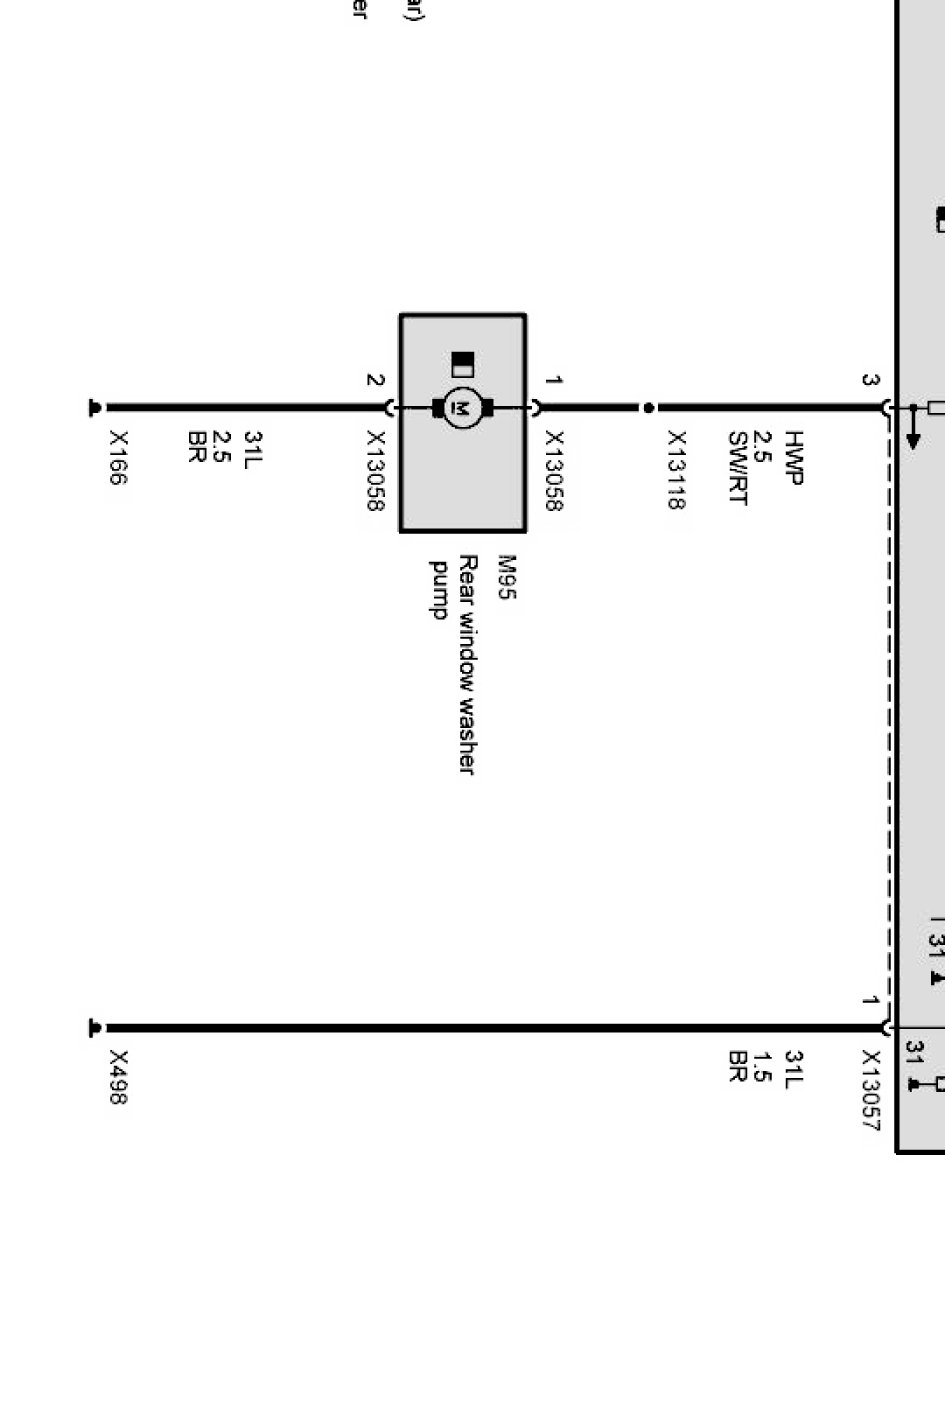 ar)
er
3
HWP
2.5
SW/RT
X13118
1
X13058
M95
Rear window washer
pump
M
2
X13058
31L
2.5
BR
X166
31
1
X13057
31
31L
1.5
BR
X498